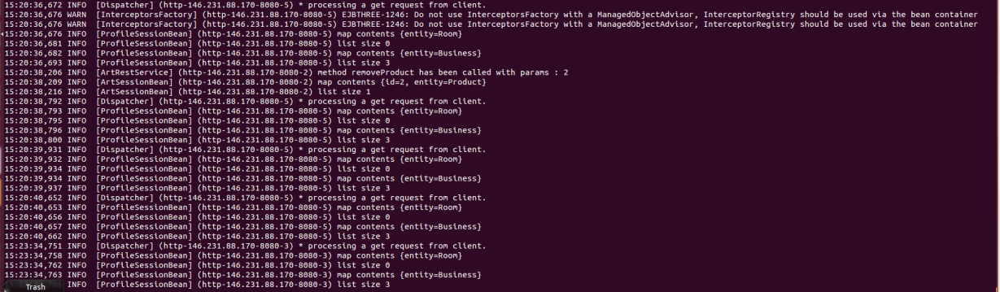 15:20:36,672 INFO  [Dispatcher] (http-146.231.88.170-8080-5) * processing a get request from client.
15:20:36,676 WARN  [InterceptorsFactory] (http-146.231.88.170-8080-5) EJBTHREE-1246: Do not use InterceptorsFactory with a ManagedObjectAdvisor, InterceptorRegistry should be used via the bean container
15:20:36,676 WARN  [InterceptorsFactory] (http-146.231.88.170-8080-5) EJBTHREE-1246: Do not use InterceptorsFactory with a ManagedObjectAdvisor, InterceptorRegistry should be used via the bean container
15:20:36,676 INFO  [ProfileSessionBean] (http-146.231.88.170-8080-5) map contents {entity=Room}
15:20:36,681 INFO  [ProfileSessionBean] (http-146.231.88.170-8080-5) list size 0
15:20:36,682 INFO  [ProfileSessionBean] (http-146.231.88.170-8080-5) map contents {entity=Business}
15:20:36,693 INFO  [ProfileSessionBean] (http-146.231.88.170-8080-5) list size 3
15:20:38,206 INFO  [ArtRestService] (http-146.231.88.170-8080-2) method removeProduct has been called with params : 2
15:20:38,209 INFO  [ArtSessionBean] (http-146.231.88.170-8080-2) map contents {id=2, entity=Product}
15:20:38,216 INFO  [ArtSessionBean] (http-146.231.88.170-8080-2) list size 1
15:20:38,792 INFO  [Dispatcher] (http-146.231.88.170-8080-5) * processing a get request from client.
15:20:38,793 INFO  [ProfileSessionBean] (http-146.231.88.170-8080-5) map contents {entity=Room}
15:20:38,795 INFO  [ProfileSessionBean] (http-146.231.88.170-8080-5) list size 0
15:20:38,796 INFO  [ProfileSessionBean] (http-146.231.88.170-8080-5) map contents {entity=Business}
15:20:38,800 INFO  [ProfileSessionBean] (http-146.231.88.170-8080-5) list size 3
15:20:39,931 INFO  [Dispatcher] (http-146.231.88.170-8080-5) * processing a get request from client.
15:20:39,932 INFO  [ProfileSessionBean] (http-146.231.88.170-8080-5) map contents {entity=Room}
15:20:39,934 INFO  [ProfileSessionBean] (http-146.231.88.170-8080-5) list size 0
15:20:39,934 INFO  [ProfileSessionBean] (http-146.231.88.170-8080-5) map contents {entity=Business}
15:20:39,937 INFO  [ProfileSessionBean] (http-146.231.88.170-8080-5) list size 3
15:20:40,652 INFO  [Dispatcher] (http-146.231.88.170-8080-5) * processing a get request from client.
15:20:40,653 INFO  [ProfileSessionBean] (http-146.231.88.170-8080-5) map contents {entity=Room}
15:20:40,656 INFO  [ProfileSessionBean] (http-146.231.88.170-8080-5) list size 0
15:20:40,657 INFO  [ProfileSessionBean] (http-146.231.88.170-8080-5) map contents {entity=Business}
15:20:40,662 INFO  [ProfileSessionBean] (http-146.231.88.170-8080-5) list size 3
15:23:34,751 INFO  [Dispatcher] (http-146.231.88.170-8080-3) * processing a get request from client.
15:23:34,758 INFO  [ProfileSessionBean] (http-146.231.88.170-8080-3) map contents {entity=Room}
15:23:34,762 INFO  [ProfileSessionBean] (http-146.231.88.170-8080-3) list size 0
15:23:34,763 INFO  [ProfileSessionBean] (http-146.231.88.170-8080-3) map contents {entity=Business}
Trash INFO  [ProfileSessionBean] (http-146.231.88.170-8080-3) list size 3